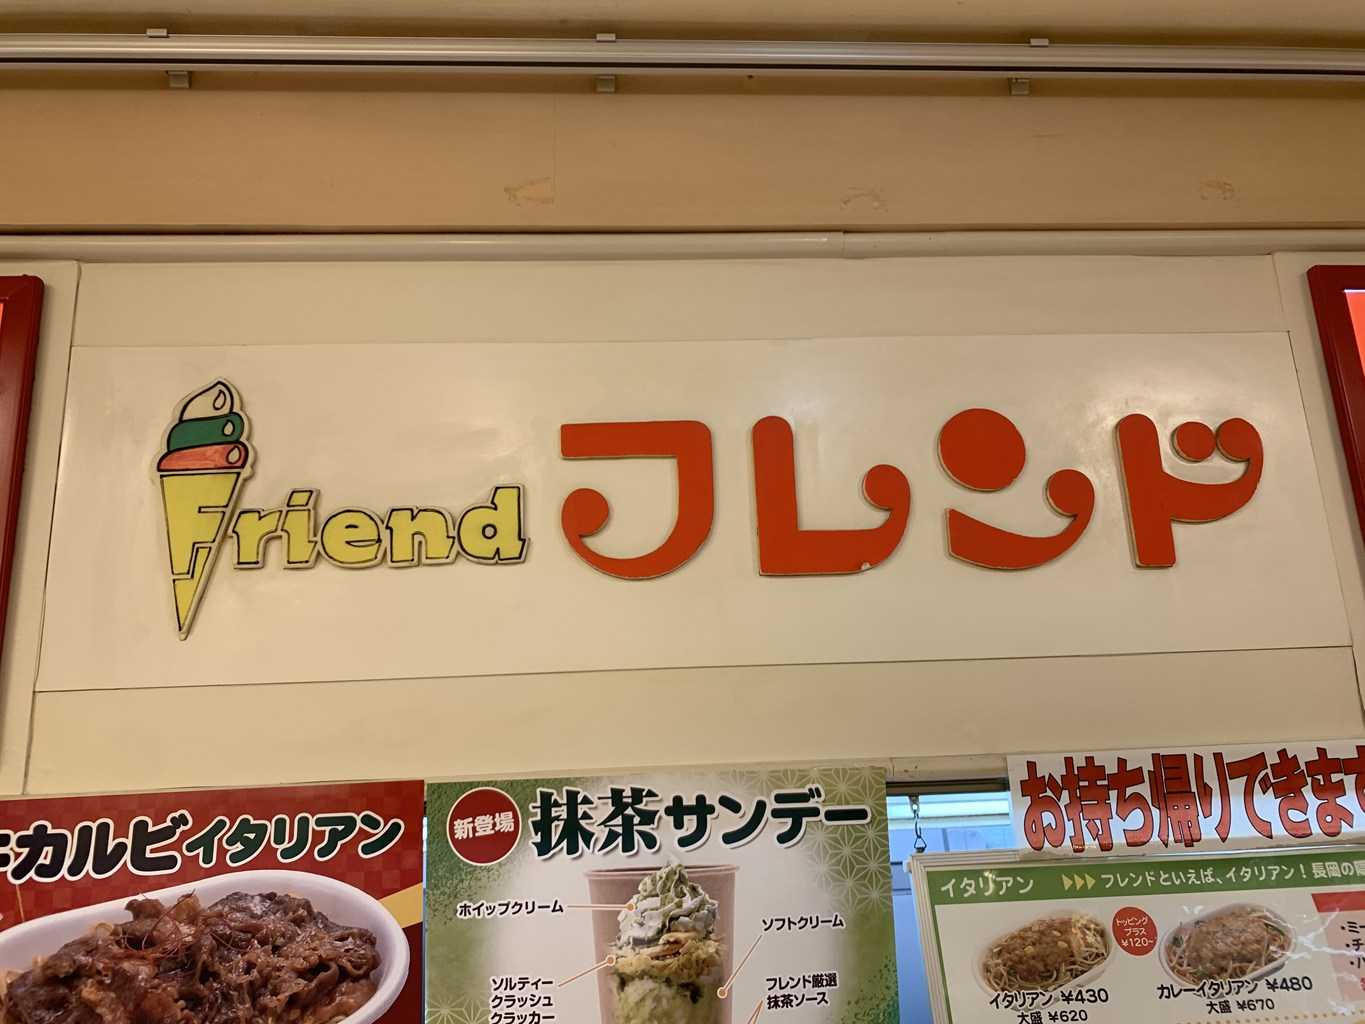 Friend フレンド
カルビイタリアン
新登場 抹茶サンデー
ホイップクリーム
ソフトクリーム
ソルティー
クラッシュ
クラッカー
フレンド厳選
抹茶ソース
お持ち帰りできます
イタリアン フレンドといえば、イタリアン！長岡の
トッピング
プラス
¥120~
イタリアン ¥430
大盛 ¥620
カレーイタリアン ¥480
大盛 ¥670